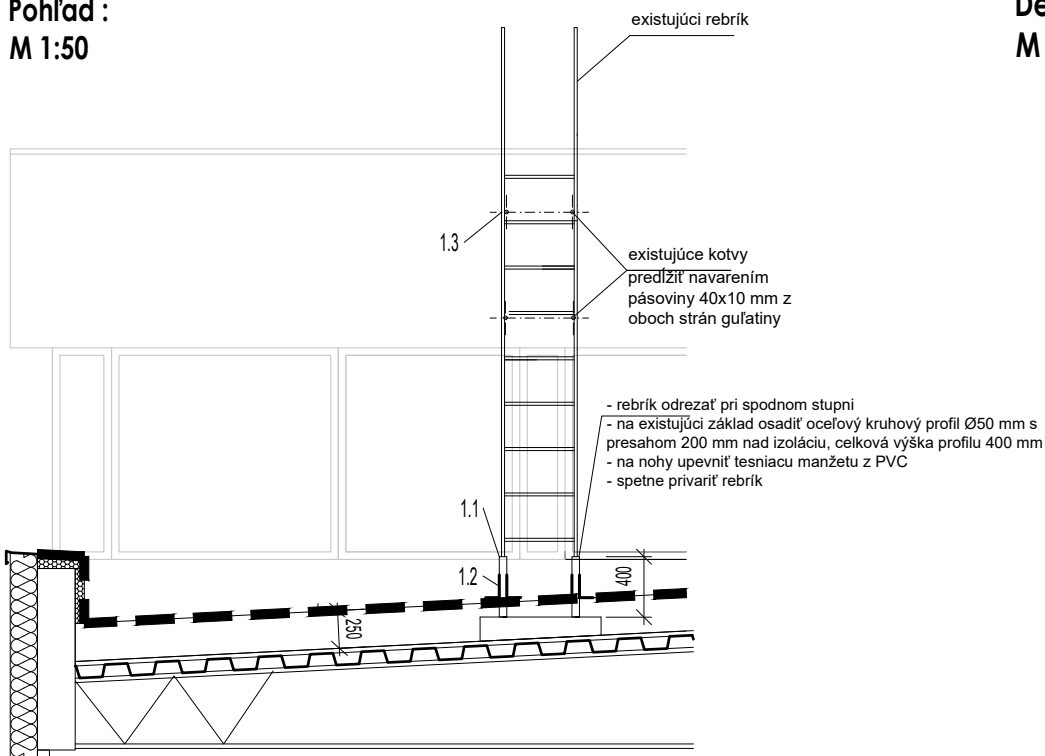 Pohľad :
M 1:50
existujúci rebrík
De
M
1.3
existujúce kotvy
predĺžiť navarením
pásoviny 40x10 mm z
oboch strán guľatiny
- rebrík odrezať pri spodnom stupni
- na existujúci základ osadiť oceľový kruhový profil Ø50 mm s
presahom 200 mm nad izoláciu, celková výška profilu 400 mm
- na nohy upevniť tesniacu manžetu z PVC
- spetne privariť rebrík
1.1
1.2
400
250